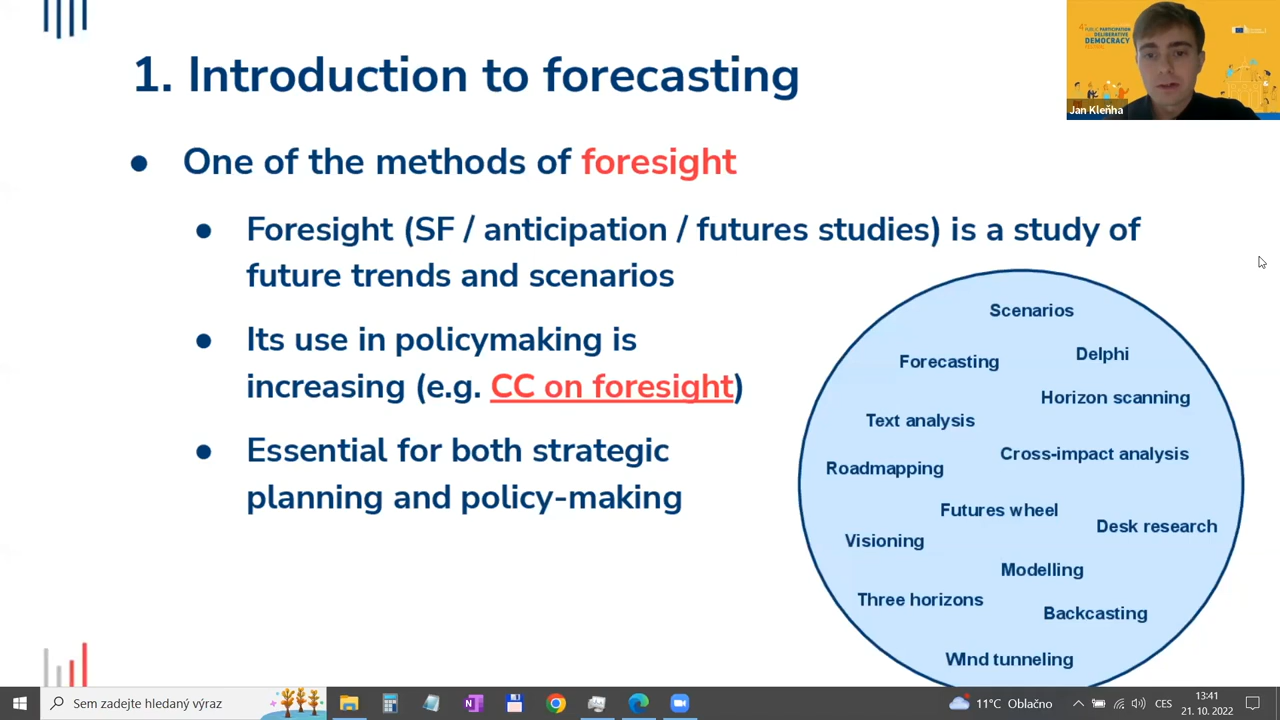 1. Introduction to forecasting
One of the methods of foresight
Foresight (SF / anticipation / futures studies) is a study of
future trends and scenarios
Its use in policymaking is
increasing (e.g. CC on foresight)
Essential for both strategic
planning and policy-making
Scenarios
Forecasting
Delphi
Horizon scanning
Text analysis
Cross-impact analysis
Roadmapping
Futures wheel
Desk research
Visioning
Modelling
Three horizons
Backcasting
WInd tunneling
PUBLIC PARTICIPATION
DELIBERATIVE
DEMOCRACY
FESTIVAL
Jan Kleňha
Sem zadejte hledaný výraz
11°C Oblačno
CES
13:41
21. 10. 2022